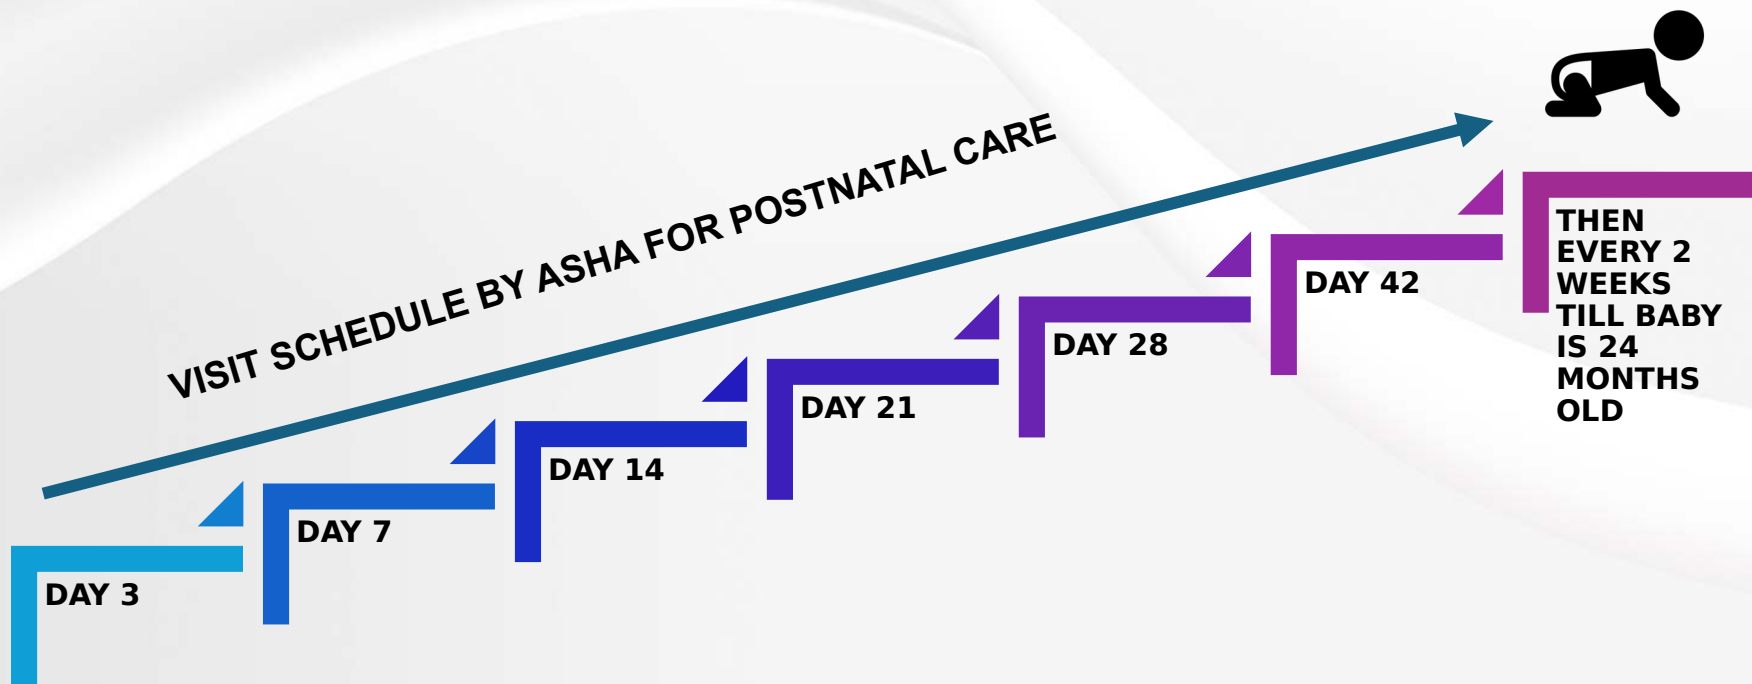 VISIT SCHEDULE BY ASHA FOR POSTNATAL CARE
DAY 3
DAY 7
DAY 14
DAY 21
DAY 28
DAY 42
THEN
EVERY 2
WEEKS
TILL BABY
IS 24
MONTHS
OLD